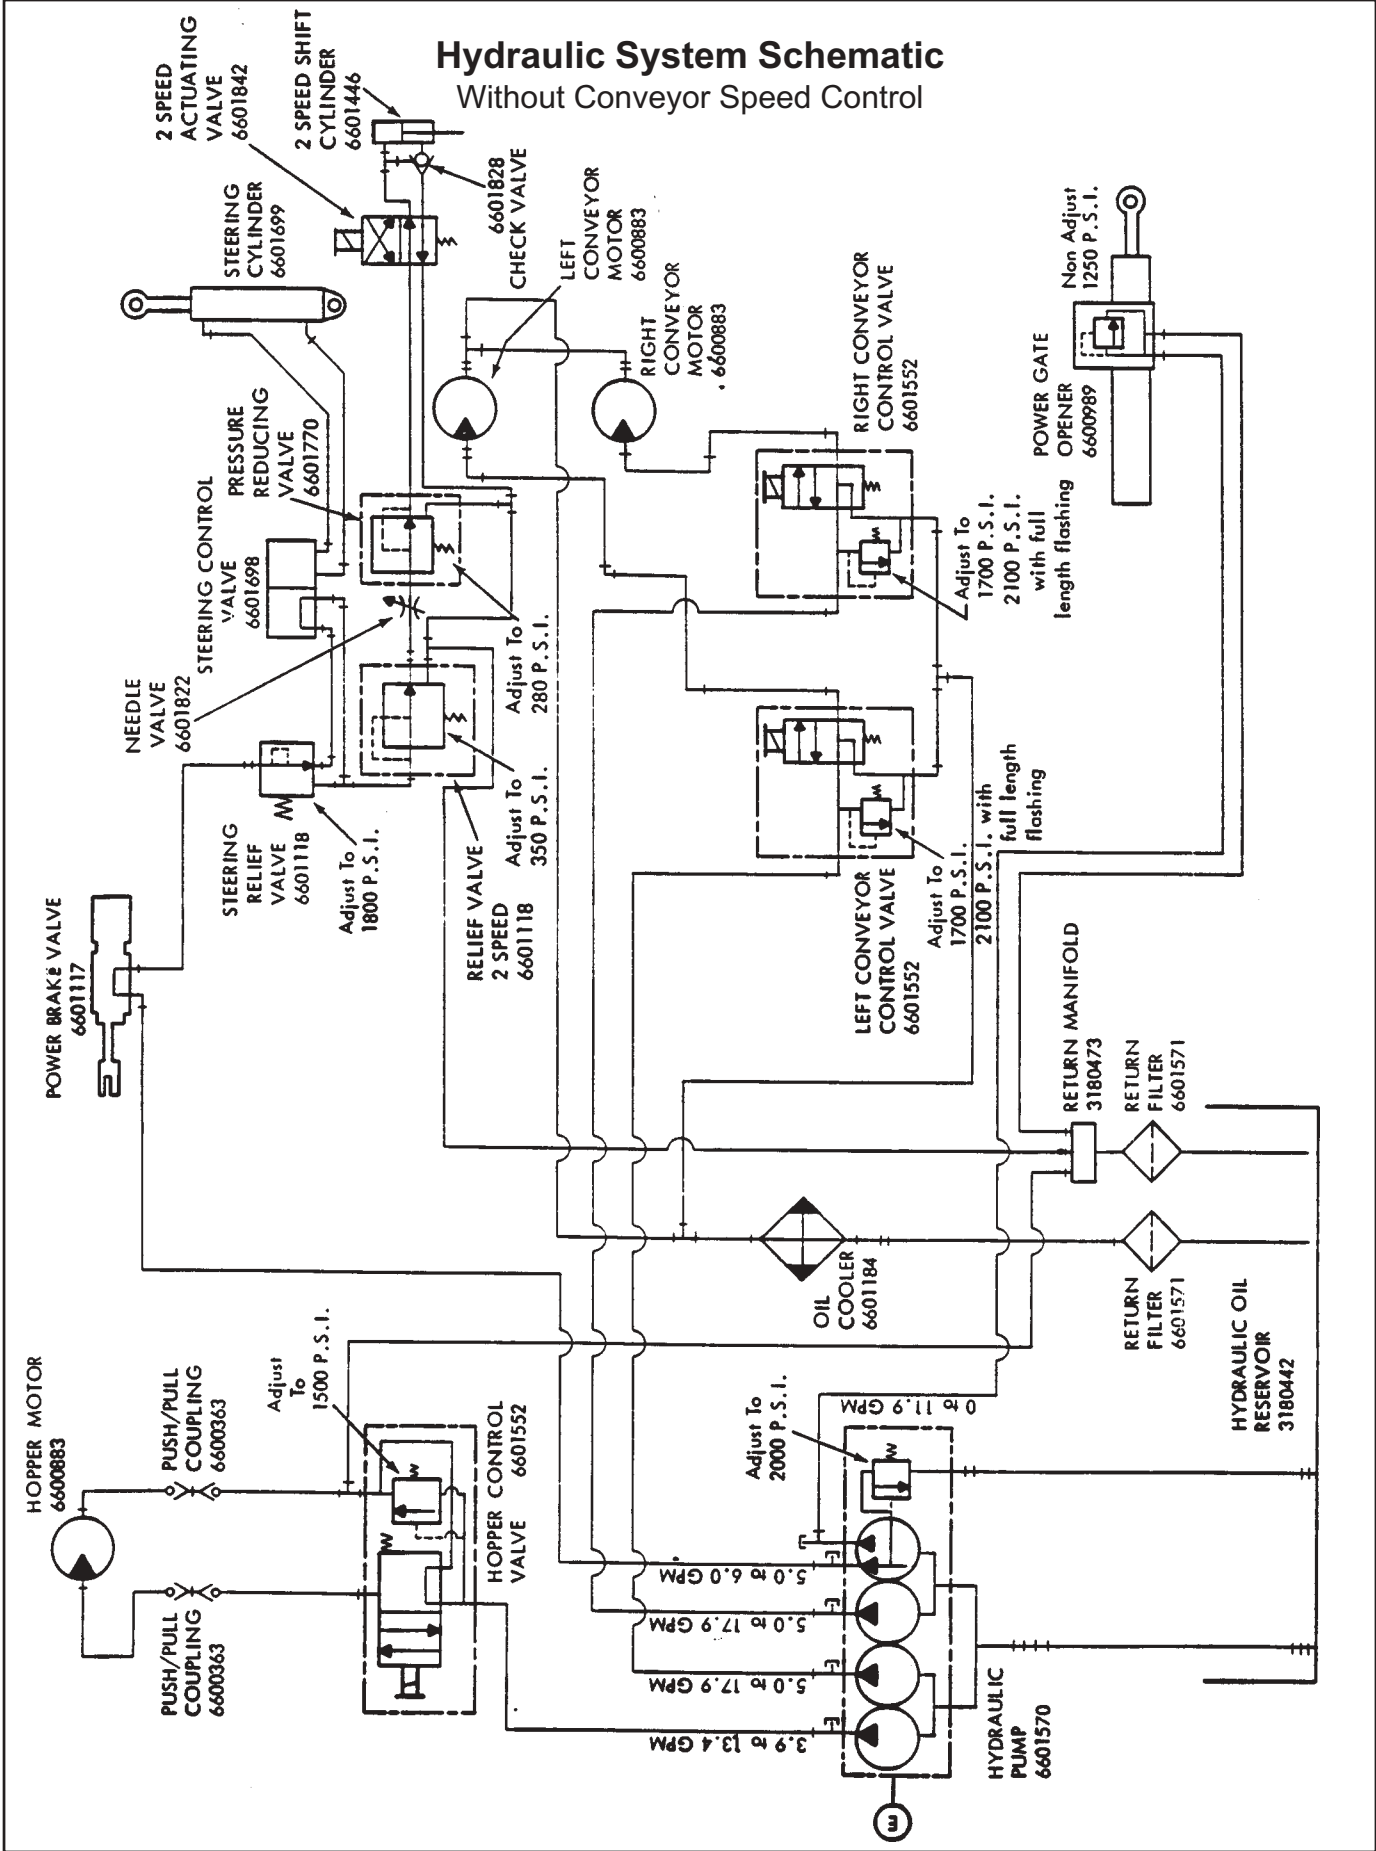 Hydraulic System Schematic
Without Conveyor Speed Control
2 SPEED
ACTUATING
VALVE
6601842
2 SPEED SHIFT
CYLINDER
6601446
STEERING
CYLINDER
6601699
6601828
CHECK VALVE
LEFT
CONVEYOR
MOTOR
6600883
RIGHT
CONVEYOR
MOTOR
6600883
PRESSURE
REDUCING
VALVE
6601770
STEERING CONTROL
VALVE
6601698
NEEDLE
VALVE
6601822
Adjust To
280 P.S.I.
Adjust To
350 P.S.I.
STEERING
RELIEF
VALVE
6601118
Adjust To
1800 P.S.I.
RELIEF VALVE
2 SPEED
6601118
POWER BRAKE VALVE
6601117
RIGHT CONVEYOR
CONTROL VALVE
6601552
Adjust To
1700 P.S.I.
2100 P.S.I.
with full
length flashing
Non Adjust
1250 P.S.I.
POWER GATE
OPENER
6600989
LEFT CONVEYOR
CONTROL VALVE
6601552
Adjust To
1700 P.S.I.
2100 P.S.I. with
full length
flashing
RETURN MANIFOLD
3180473
RETURN
FILTER
6601571
RETURN
FILTER
6601571
OIL
COOLER
6601184
HYDRAULIC OIL
RESERVOIR
3180442
HOPPER MOTOR
6600883
PUSH/PULL
COUPLING
6600363
PUSH/PULL
COUPLING
6600363
Adjust
To
1500 P.S.I.
HOPPER CONTROL
VALVE 6601552
Adjust To
2000 P.S.I.
0 to 11.9 GPM
5.0 to 6.0 GPM
5.0 to 17.9 GPM
5.0 to 17.9 GPM
3.9 to 13.4 GPM
HYDRAULIC
PUMP
6601570
E